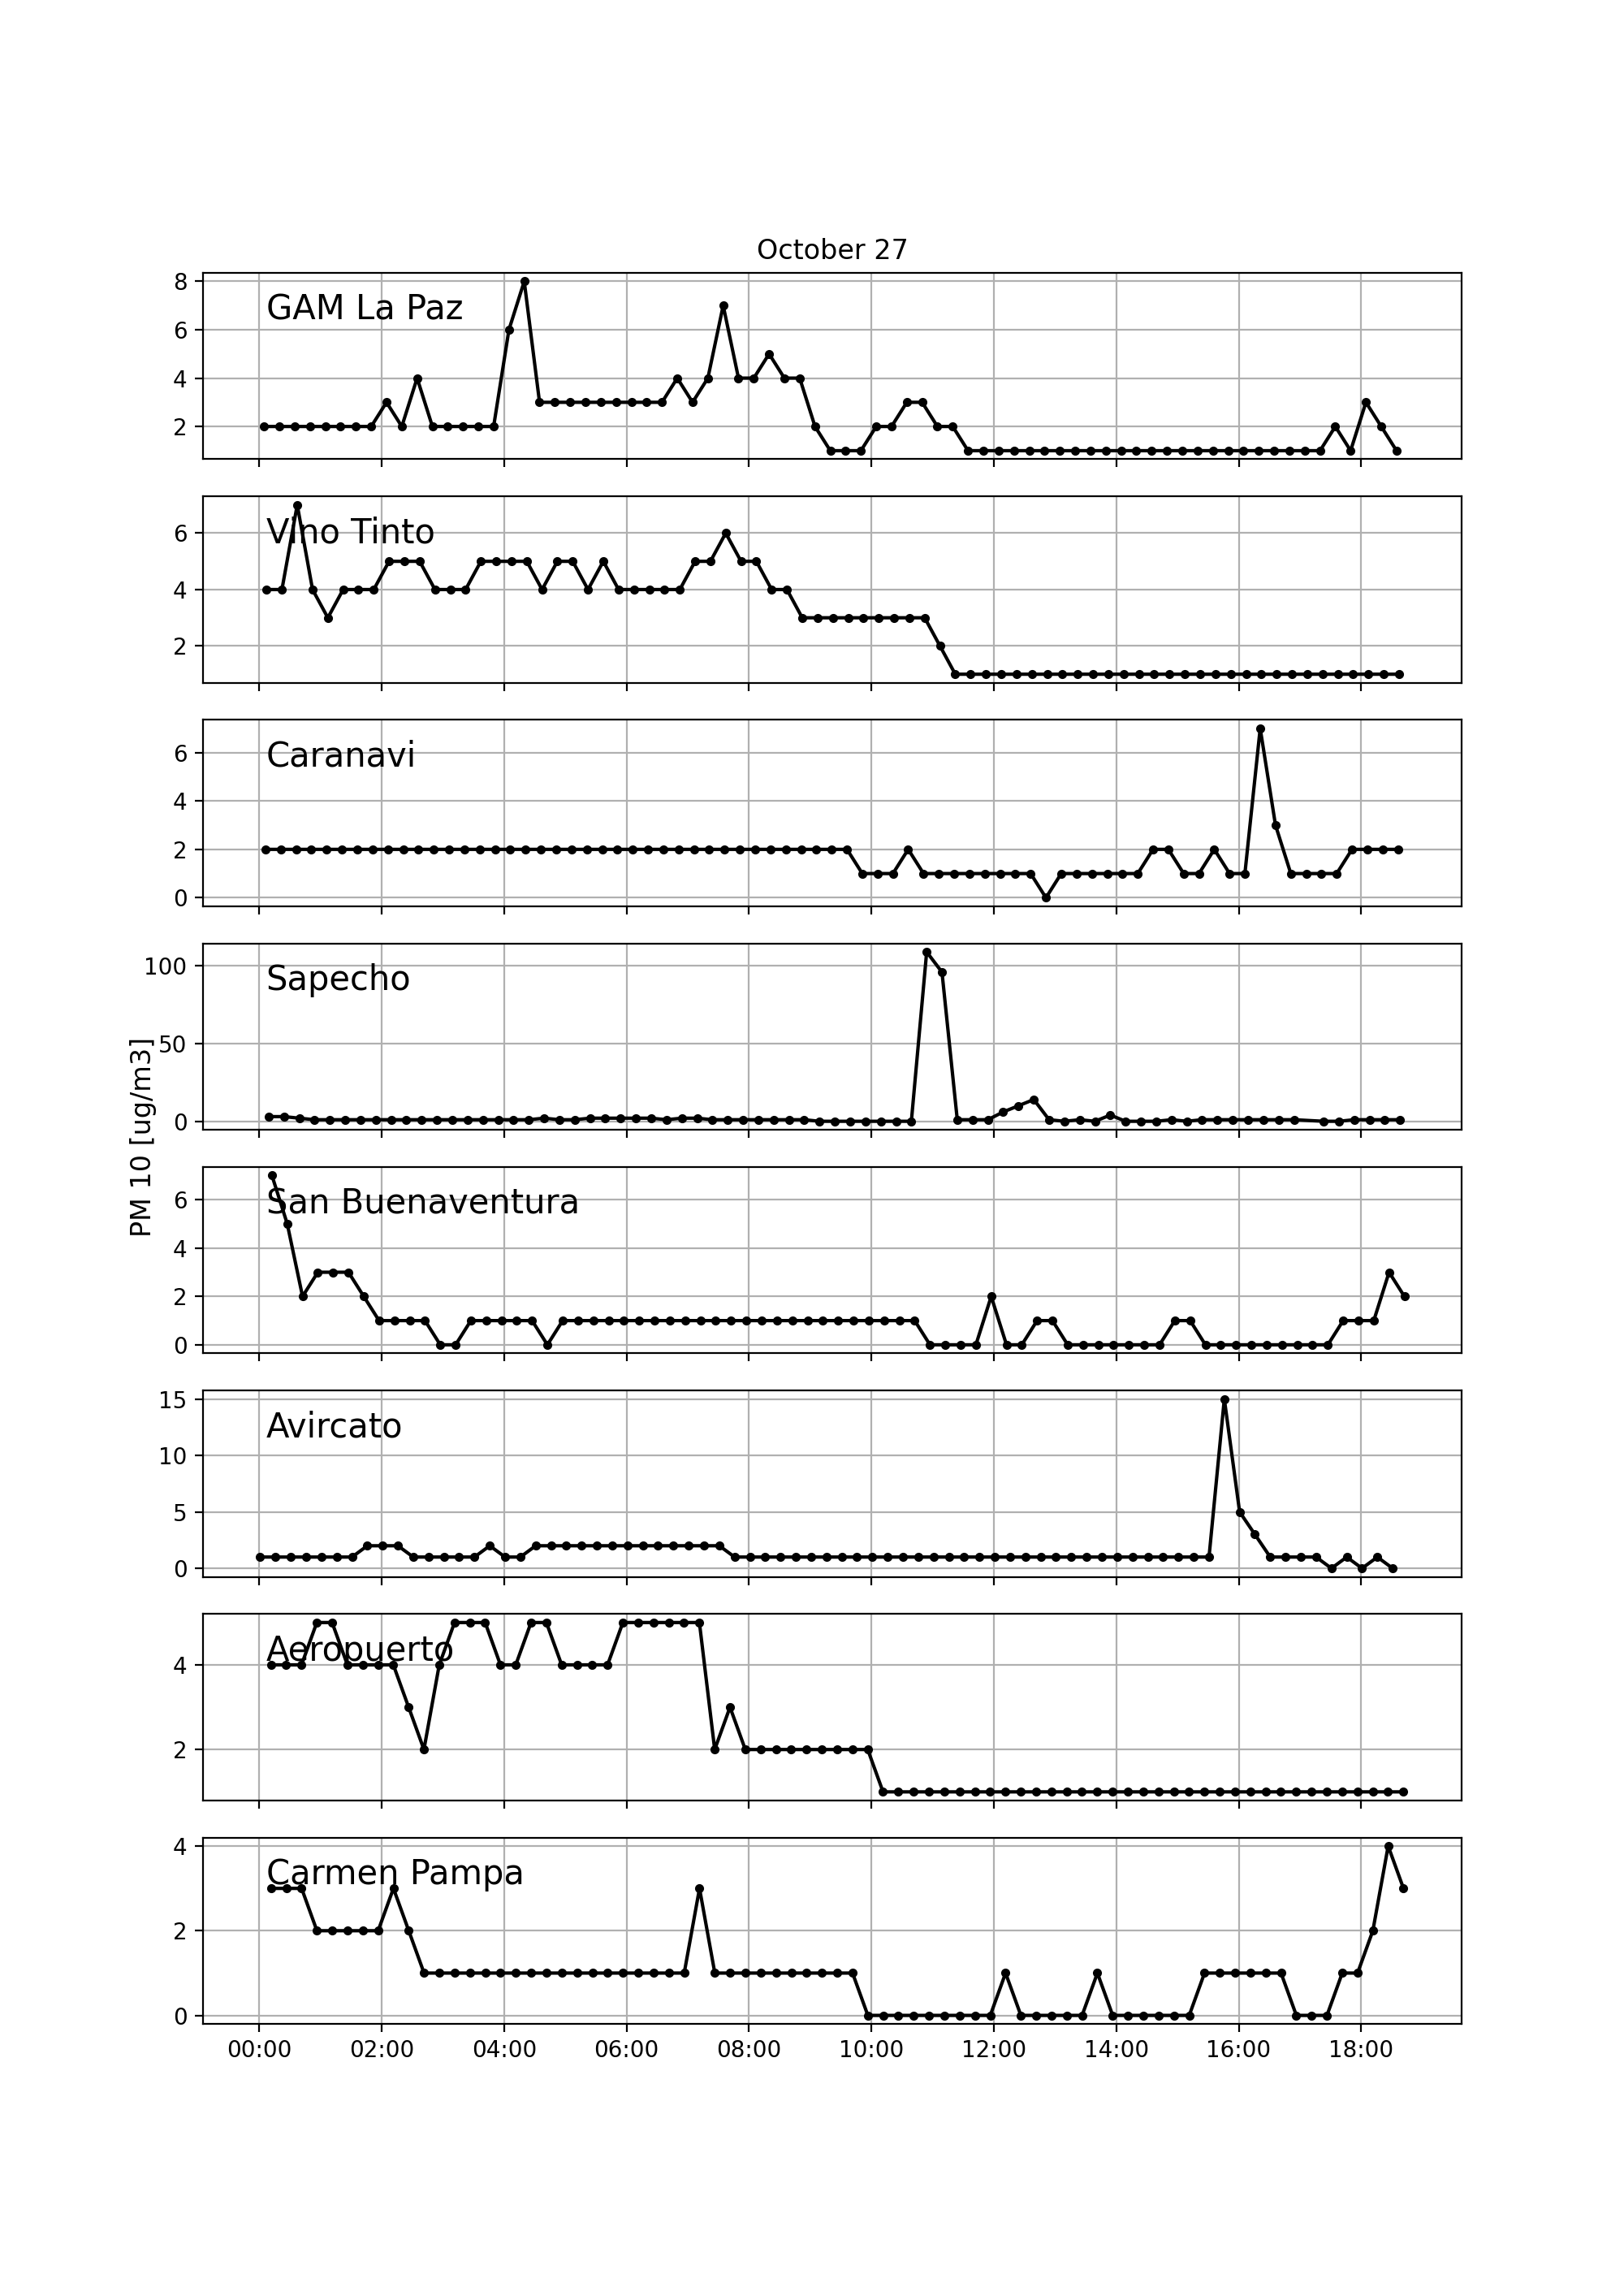 October 27
8
6
4
2
GAM La Paz
6
4
2
Vino Tinto
6
4
2
0
Caranavi
100
50
0
Sapecho
PM 10 [ug/m3]
6
4
2
0
San Buenaventura
15
10
5
0
Avircato
4
2
Aeropuerto
4
2
0
Carmen Pampa
00:00 02:00 04:00 06:00 08:00 10:00 12:00 14:00 16:00 18:00